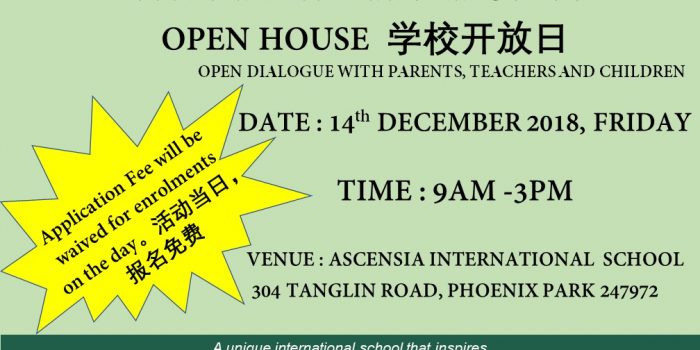 OPEN HOUSE 学校开放日
OPEN DIALOGUE WITH PARENTS, TEACHERS AND CHILDREN
DATE : 14th DECEMBER 2018, FRIDAY
TIME : 9AM -3PM
Application Fee will be
waived for enrolments
on the day。活动当日，
报名免费
VENUE : ASCENSIA INTERNATIONAL SCHOOL
304 TANGLIN ROAD, PHOENIX PARK 247972
A unique international school that inspires